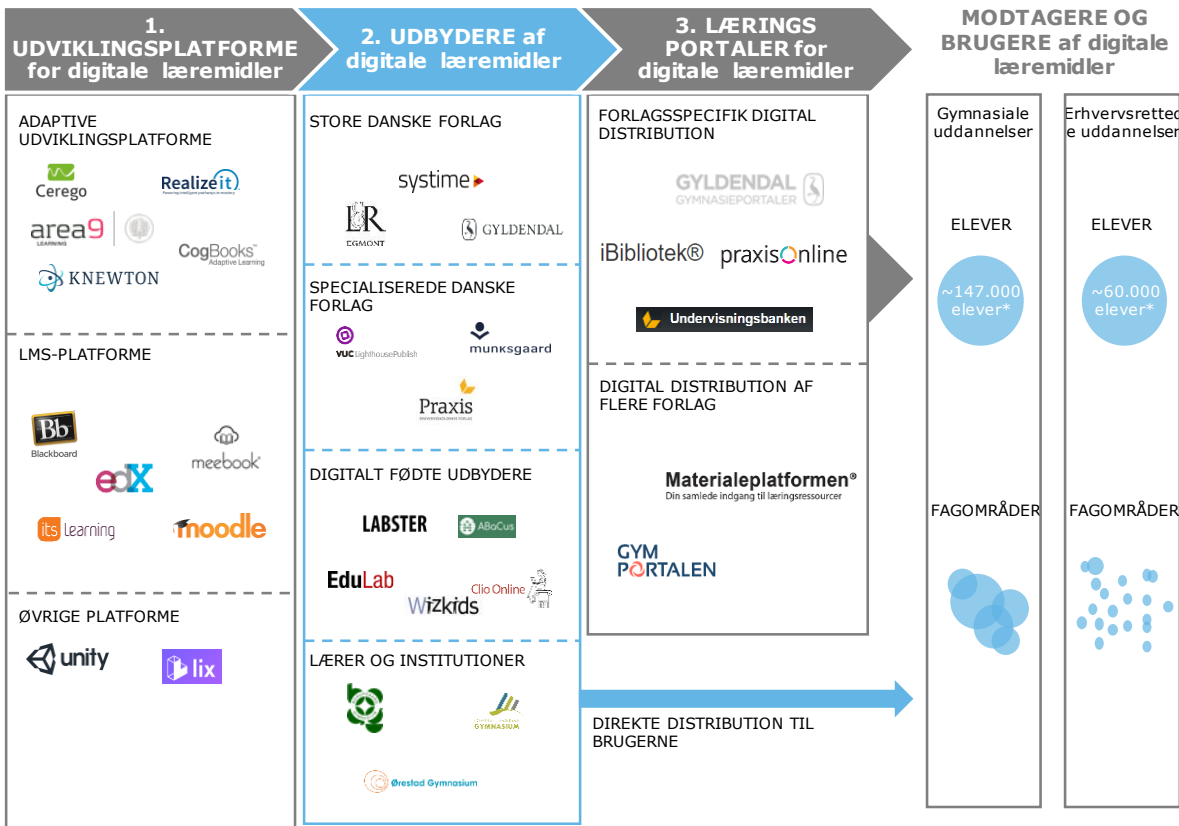 1.
UDVIKLINGSPLATFORME
for digitale læremidler
2. UDBYDERE af
digitale læremidler
3. LÆRINGS
PORTALER for
digitale læremidler
MODTAGERE OG
BRUGERE af digitale
læremidler
ADAPTIVE
UDVIKLINGSPLATFORME
Cerego
Realizeit
area9
LEARNING
CogBooks™
Adaptive Learning
KNEWTON
LMS-PLATFORME
Bb
Blackboard
meebook
edX
its learning
moodle
ØVRIGE PLATFORME
unity
lix
STORE DANSKE FORLAG
systime
LR
EGMONT
GYLDENDAL
SPECIALISEREDE DANSKE
FORLAG
VUC LighthousePublish
munksgaard
Praxis
DIGITALT FØDTE UDBYDERE
LABSTER
ABaCus
EduLab
Clio Online
Wizkids
LÆRER OG INSTITUTIONER
GYMNASIUM
Ørestad Gymnasium
FORLAGSSPECIFIK DIGITAL
DISTRIBUTION
GYLDENDAL
GYMNASIEPORTALER
iBibliotek®
praxisOnline
Undervisningsbanken
DIGITAL DISTRIBUTION AF
FLERE FORLAG
Materialeplatformen®
Din samlede indgang til læringsressourcer
GYM
PORTALEN
DIREKTE DISTRIBUTION TIL
BRUGERNE
Gymnasiale
uddannelser
ELEVER
~147.000
elever*
FAGOMRÅDER
Erhvervsretted
e uddannelser
ELEVER
~60.000
elever*
FAGOMRÅDER